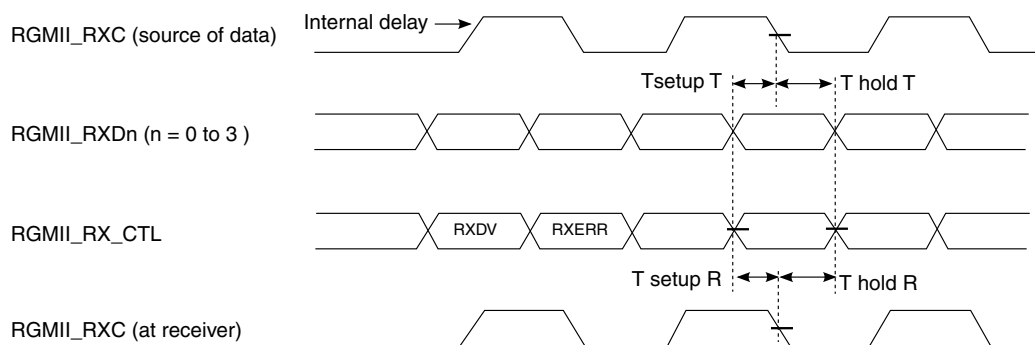 Internal delay
RGMII_RXC (source of data)
Tsetup T
T hold T
RGMII_RXDn (n = 0 to 3 )
RGMII_RX_CTL
RXDV
RXERR
T setup R
T hold R
RGMII_RXC (at receiver)